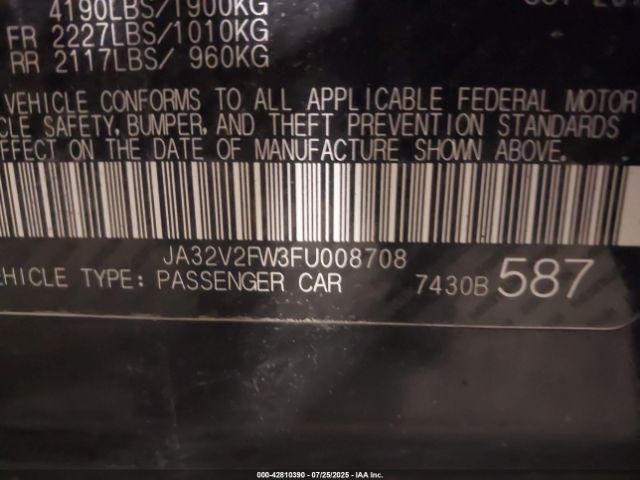 4190LBS/1900KG
FR 2227LBS/1010KG
RR 2117LBS/ 960KG
VEHICLE CONFORMS TO ALL APPLICABLE FEDERAL MOTOR
CLE SAFETY, BUMPER, AND THEFT PREVENTION STANDARDS
EFFECT ON THE DATE OF MANUFACTURE SHOWN ABOVE.
JA32V2FW3FU008708
EHICLE TYPE: PASSENGER CAR 7430B 587
000-42810390 - 07/25/2025 - IAA Inc.